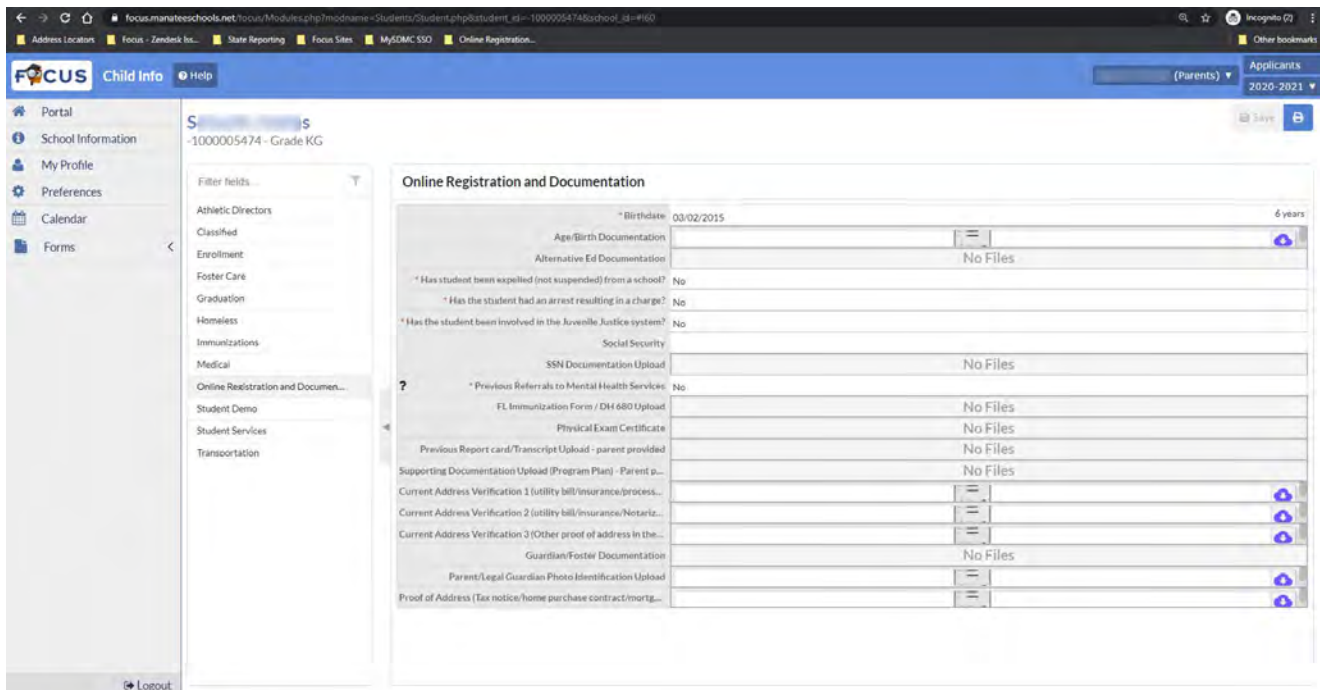 focus.manateeschools.net/focus/Modules.php?modname=Students/Student.php&student_id=-1000005474&school_id=#!60
Incognito (2)
Address Locators
Focus - Zendesk bs...
State Reporting
Focus Sites
MySDMC SSO
Online Registration...
Other bookmarks
FOCUS
Child Info
Help
(Parents)
Applicants
2020-2021
Portal
School Information
My Profile
Preferences
Calendar
Forms
Logout
S s
-1000005474 - Grade KG
Save
Filter fields...
Athletic Directors
Classified
Enrollment
Foster Care
Graduation
Homeless
Immunizations
Medical
Online Registration and Documen...
Student Demo
Student Services
Transportation
Online Registration and Documentation
* Birthdate 03/02/2015 6 years
Age/Birth Documentation
Alternative Ed Documentation No Files
* Has student been expelled (not suspended) from a school? No
* Has the student had an arrest resulting in a charge? No
* Has the student been involved in the Juvenile Justice system? No
Social Security
SSN Documentation Upload No Files
? * Previous Referrals to Mental Health Services No
FL Immunization Form / DH 680 Upload No Files
Physical Exam Certificate No Files
Previous Report card/Transcript Upload - parent provided No Files
Supporting Documentation Upload (Program Plan) - Parent p... No Files
Current Address Verification 1 (utility bill/insurance/process...
Current Address Verification 2 (utility bill/insurance/Notariz...
Current Address Verification 3 (Other proof of address in the...
Guardian/Foster Documentation No Files
Parent/Legal Guardian Photo Identification Upload
Proof of Address (Tax notice/home purchase contract/mortg...